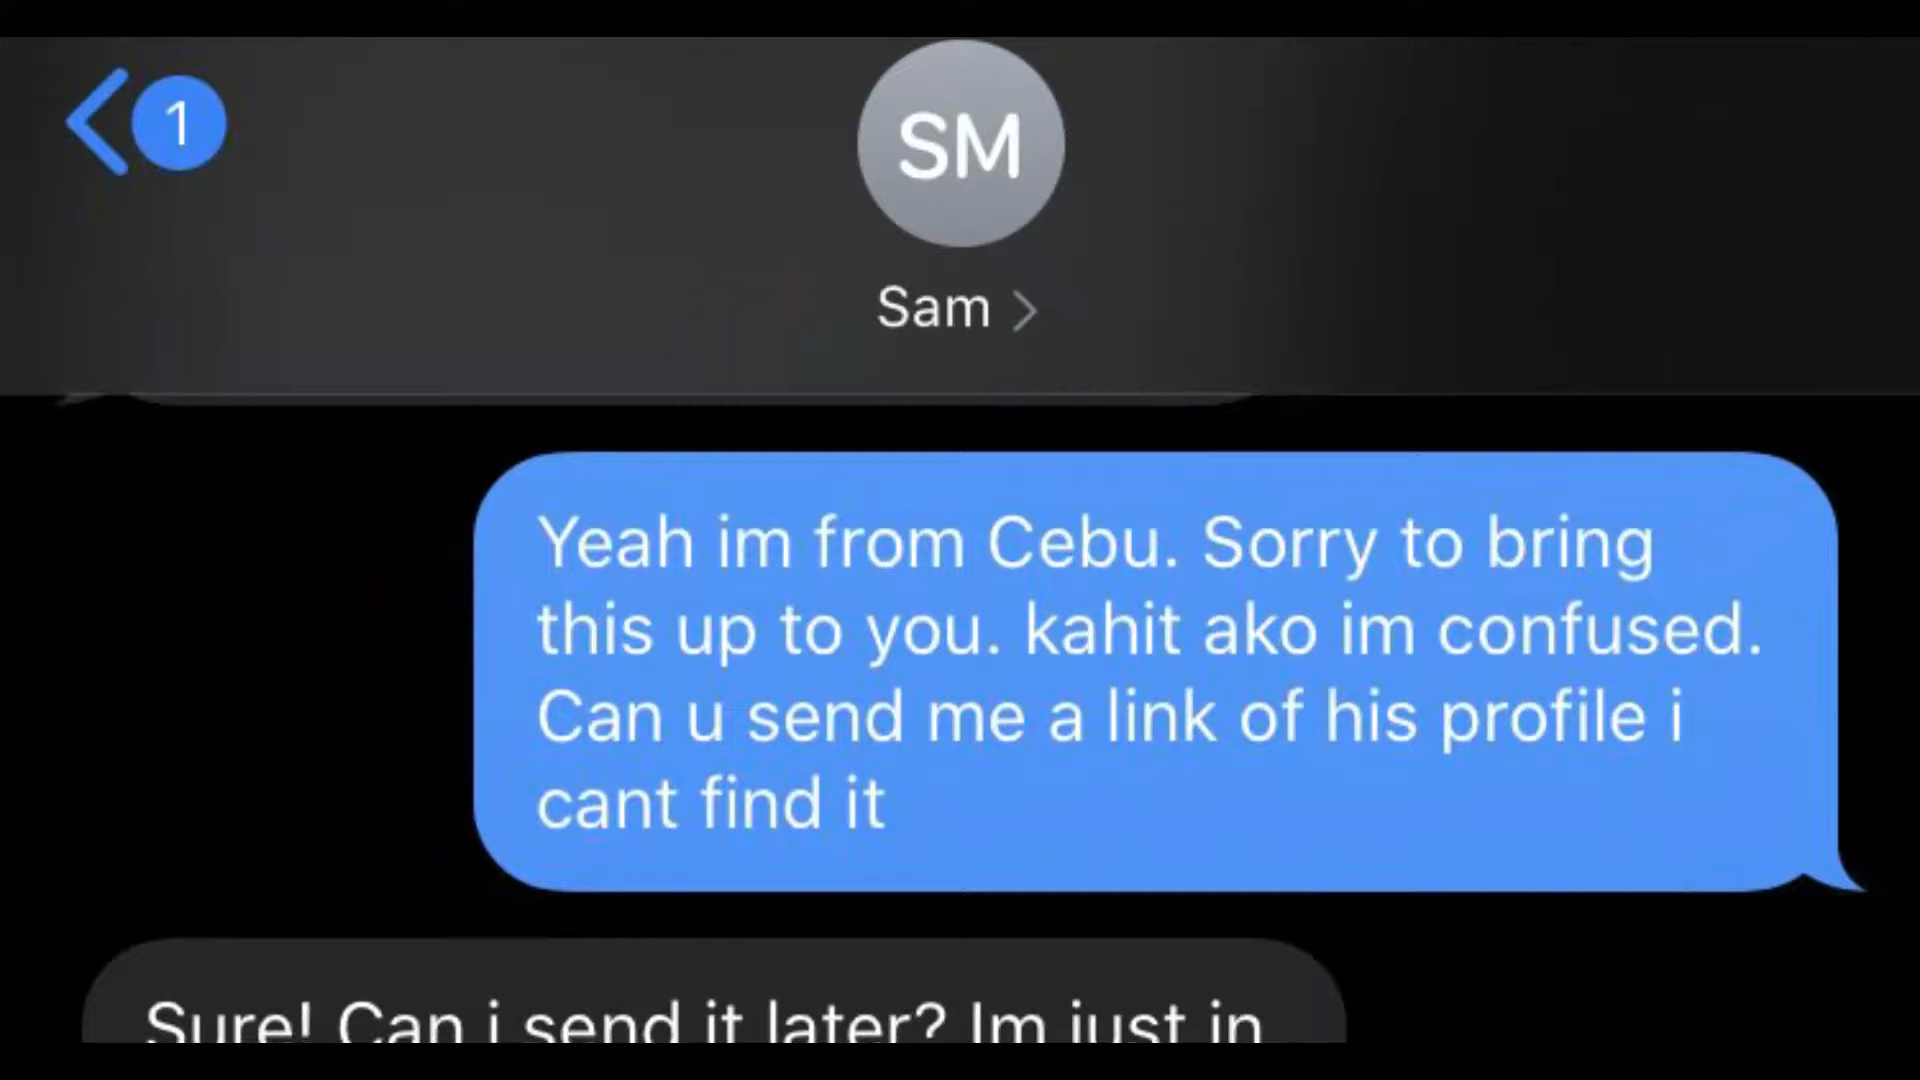 1
SM
Sam
Yeah im from Cebu. Sorry to bring
this up to you. kahit ako im confused.
Can u send me a link of his profile i
cant find it
Sure! Can i send it later? Im just in